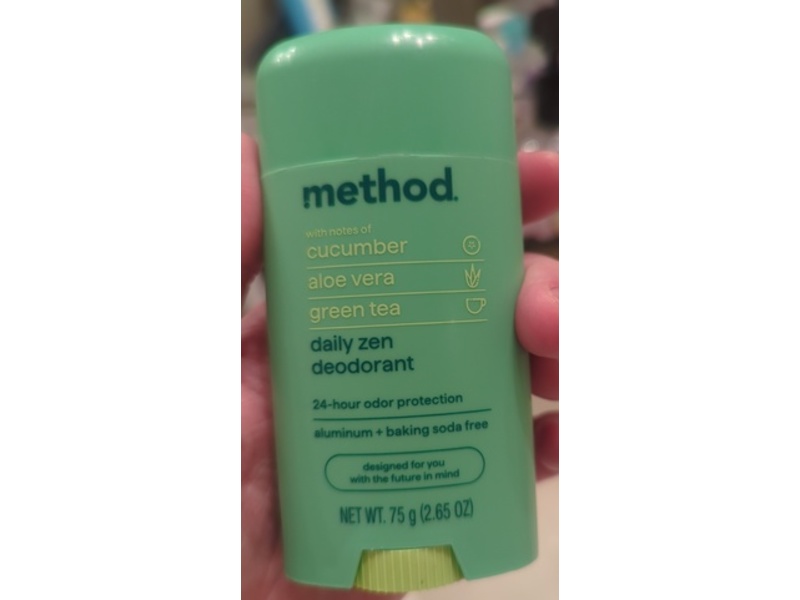 method.
with notes of
cucumber
aloe vera
green tea
daily zen
deodorant
24-hour odor protection
aluminum + baking soda free
designed for you
with the future in mind
NET WT. 75 g (2.65 OZ)